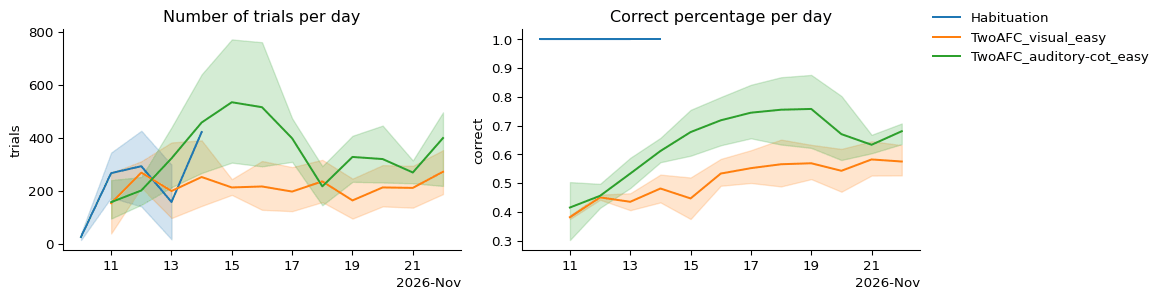 Number of trials per day
trials
800
600
400
200
0
11 13 15 17 19 21
2026-Nov
Correct percentage per day
correct
1.0
0.9
0.8
0.7
0.6
0.5
0.4
0.3
11 13 15 17 19 21
2026-Nov
Habituation
TwoAFC_visual_easy
TwoAFC_auditory-cot_easy